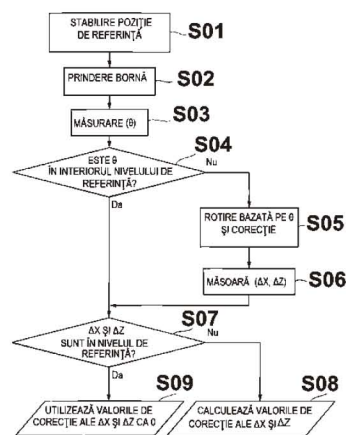 STABILIRE POZIȚIE
DE REFERINȚĂ
S01
PRINDERE BORNĂ
S02
MĂSURARE (θ)
S03
ESTE θ
ÎN INTERIORUL NIVELULUI DE
REFERINȚĂ?
S04
Nu
Da
ROTIRE BAZATĂ PE θ
ȘI CORECȚIE
S05
MĂSOARĂ (ΔX, ΔZ)
S06
ΔX ȘI ΔZ
SUNT ÎN NIVELUL DE
REFERINȚĂ?
S07
Nu
Da
UTILIZEAZĂ VALORILE DE
CORECȚIE ALE ΔX ȘI ΔZ CA 0
S09
CALCULEAZĂ VALORILE DE
CORECȚIE ALE ΔX ȘI ΔZ
S08